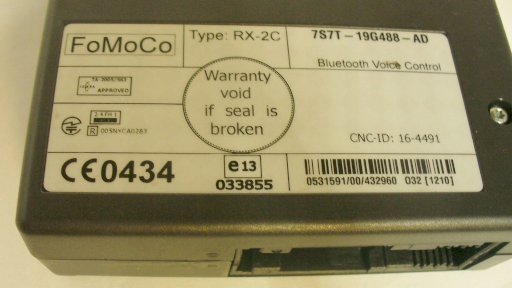 FoMoCo
Type: RX-2C
7S7T-19G488-AD
Bluetooth Voice Control
Warranty
void
if seal is
broken
APPROVED
R 005NYCA0283
CNC-ID: 16-4491
CE0434
e13
033855
0531591/00/432960 032 [1210]